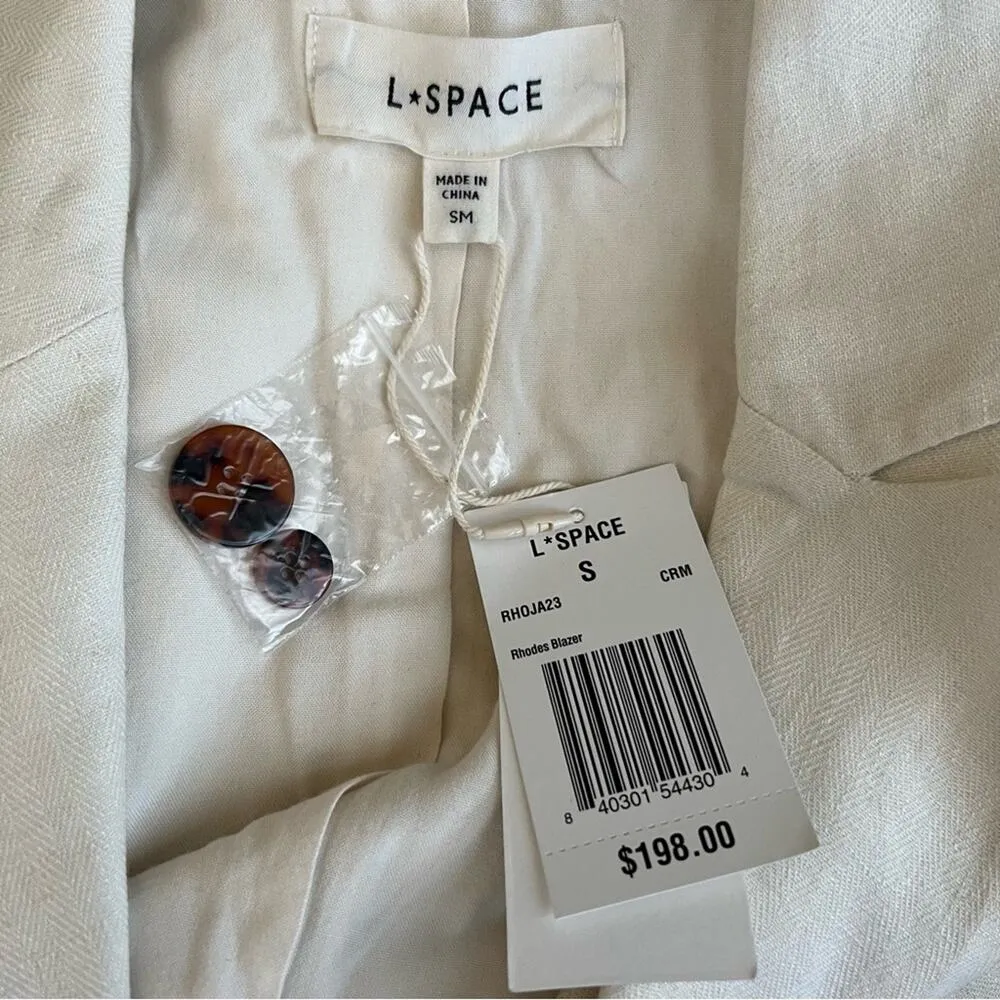 L★SPACE
MADE IN
CHINA
SM
L*SPACE
S
CRM
RHOJA23
Rhodes Blazer
8 40301 54430 4
$198.00